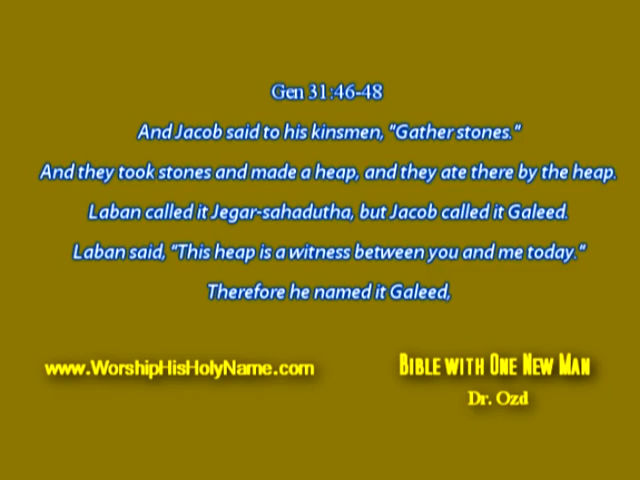 Gen 31:46-48
And Jacob said to his kinsmen, "Gather stones."
And they took stones and made a heap, and they ate there by the heap.
Laban called it Jegar-sahadutha, but Jacob called it Galeed.
Laban said, "This heap is a witness between you and me today."
Therefore he named it Galeed,
www.WorshipHisHolyName.com
Bible with One New Man
Dr. Ozd